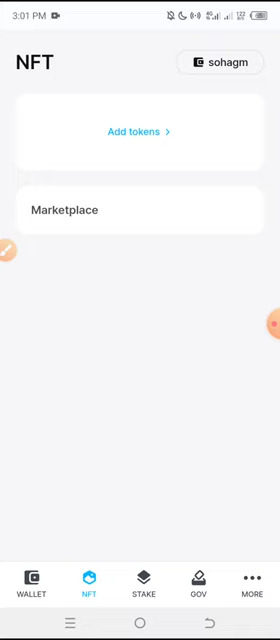 3:01 PM
NFT
sohagm
Add tokens >
Marketplace
WALLET
NFT
STAKE
GOV
MORE